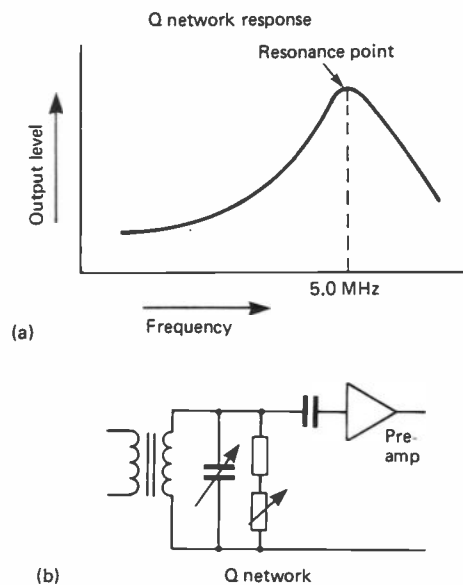 Q network response
Resonance point
Output level
5.0 MHz
Frequency
(a)
Pre-
amp
(b)
Q network